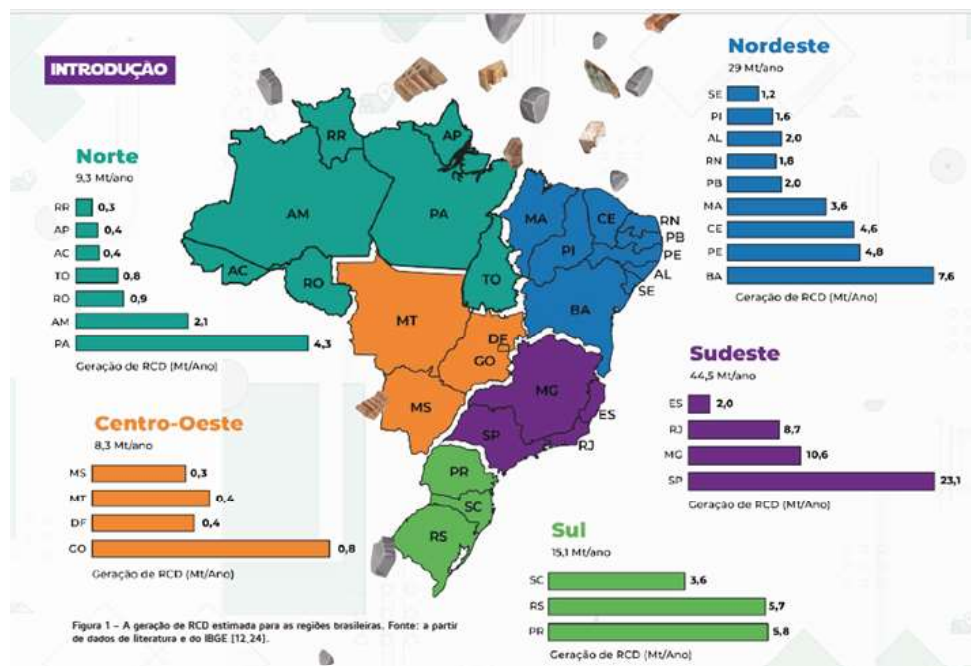 INTRODUÇÃO
Norte
9,3 Mt/ano
RR 0,3
AP 0,4
AC 0,4
TO 0,8
RO 0,9
AM 2,1
PA 4,3
Geração de RCD (Mt/Ano)
Centro-Oeste
8,3 Mt/ano
MS 0,3
MT 0,4
DF 0,4
GO 0,8
Geração de RCD (Mt/Ano)
RR
AP
AM
PA
AC
RO
TO
MA
CE
PI
RN
PB
PE
AL
SE
BA
MT
DF
GO
MS
MG
ES
SP
RJ
PR
SC
RS
Nordeste
29 Mt/ano
SE 1,2
PI 1,6
AL 2,0
RN 1,8
PB 2,0
MA 3,6
CE 4,6
PE 4,8
BA 7,6
Geração de RCD (Mt/Ano)
Sudeste
44,5 Mt/ano
ES 2,0
RJ 8,7
MG 10,6
SP 23,1
Geração de RCD (Mt/Ano)
Sul
15,1 Mt/ano
SC 3,6
RS 5,7
PR 5,8
Geração de RCD (Mt/Ano)
Figura 1 – A geração de RCD estimada para as regiões brasileiras. Fonte: a partir
de dados de literatura e do IBGE [12,24].